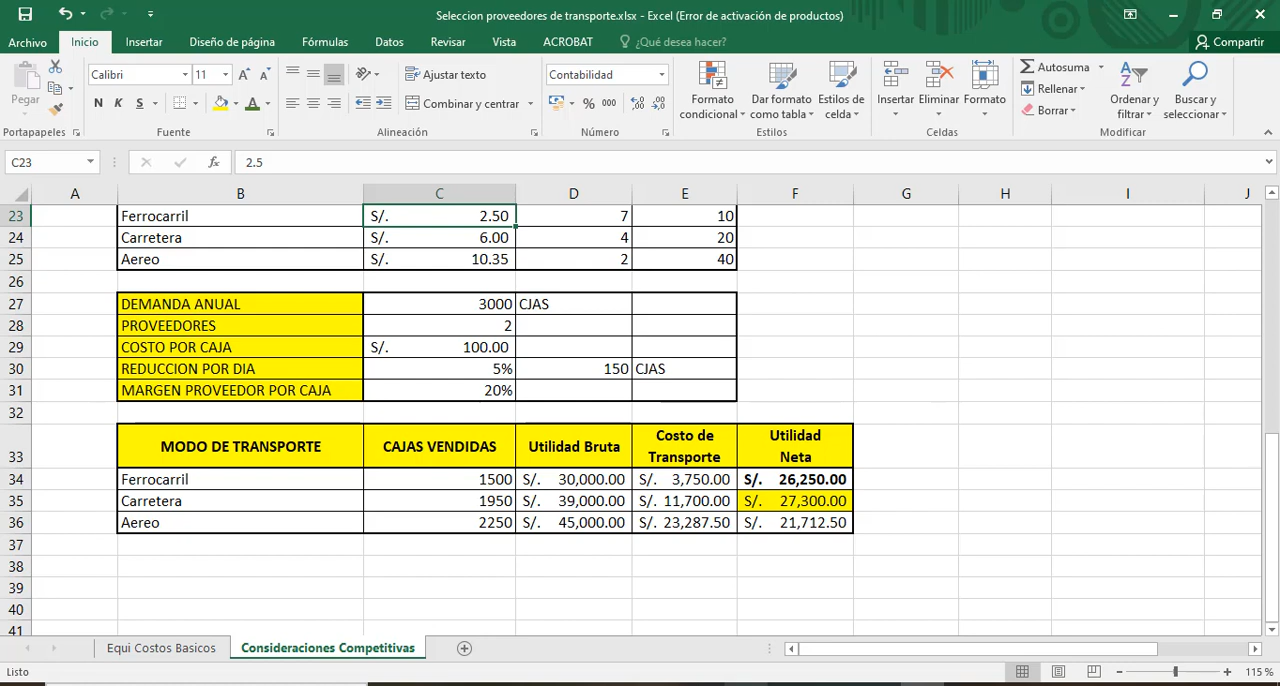 Seleccion proveedores de transporte.xlsx - Excel (Error de activación de productos)
Archivo Inicio Insertar Diseño de página Fórmulas Datos Revisar Vista ACROBAT ¿Qué desea hacer? Compartir
Pegar
Calibri 11
N K S
Ajustar texto
Combinar y centrar
Contabilidad
% 000
Formato condicional
Dar formato como tabla
Estilos de celda
Insertar Eliminar Formato
Autosuma
Rellenar
Borrar
Ordenar y filtrar
Buscar y seleccionar
Portapapeles Fuente Alineación Número Estilos Celdas Modificar
C23 fx 2.5
A B C D E F G H I J
23 Ferrocarril S/. 2.50 7 10
24 Carretera S/. 6.00 4 20
25 Aereo S/. 10.35 2 40
26
27 DEMANDA ANUAL 3000 CJAS
28 PROVEEDORES 2
29 COSTO POR CAJA S/. 100.00
30 REDUCCION POR DIA 5% 150 CJAS
31 MARGEN PROVEEDOR POR CAJA 20%
32
33 MODO DE TRANSPORTE CAJAS VENDIDAS Utilidad Bruta Costo de Transporte Utilidad Neta
34 Ferrocarril 1500 S/. 30,000.00 S/. 3,750.00 S/. 26,250.00
35 Carretera 1950 S/. 39,000.00 S/. 11,700.00 S/. 27,300.00
36 Aereo 2250 S/. 45,000.00 S/. 23,287.50 S/. 21,712.50
37
38
39
40
41
Equi Costos Basicos Consideraciones Competitivas
Listo 115 %